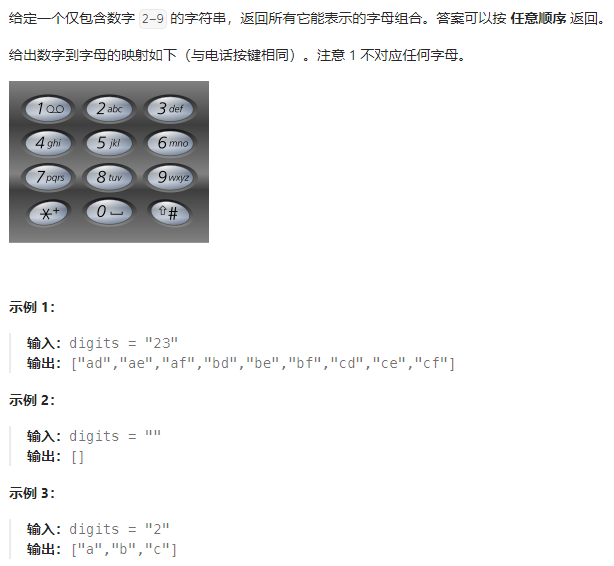 给定一个仅包含数字 2-9 的字符串，返回所有它能表示的字母组合。答案可以按 任意顺序 返回。
给出数字到字母的映射如下（与电话按键相同）。注意 1 不对应任何字母。
1 2 abc 3 def
4 ghi 5 jkl 6 mno
7 pqrs 8 tuv 9 wxyz
*+ 0 ⇧#
示例 1：
输入：digits = "23"
输出：["ad","ae","af","bd","be","bf","cd","ce","cf"]
示例 2：
输入：digits = ""
输出：[]
示例 3：
输入：digits = "2"
输出：["a","b","c"]